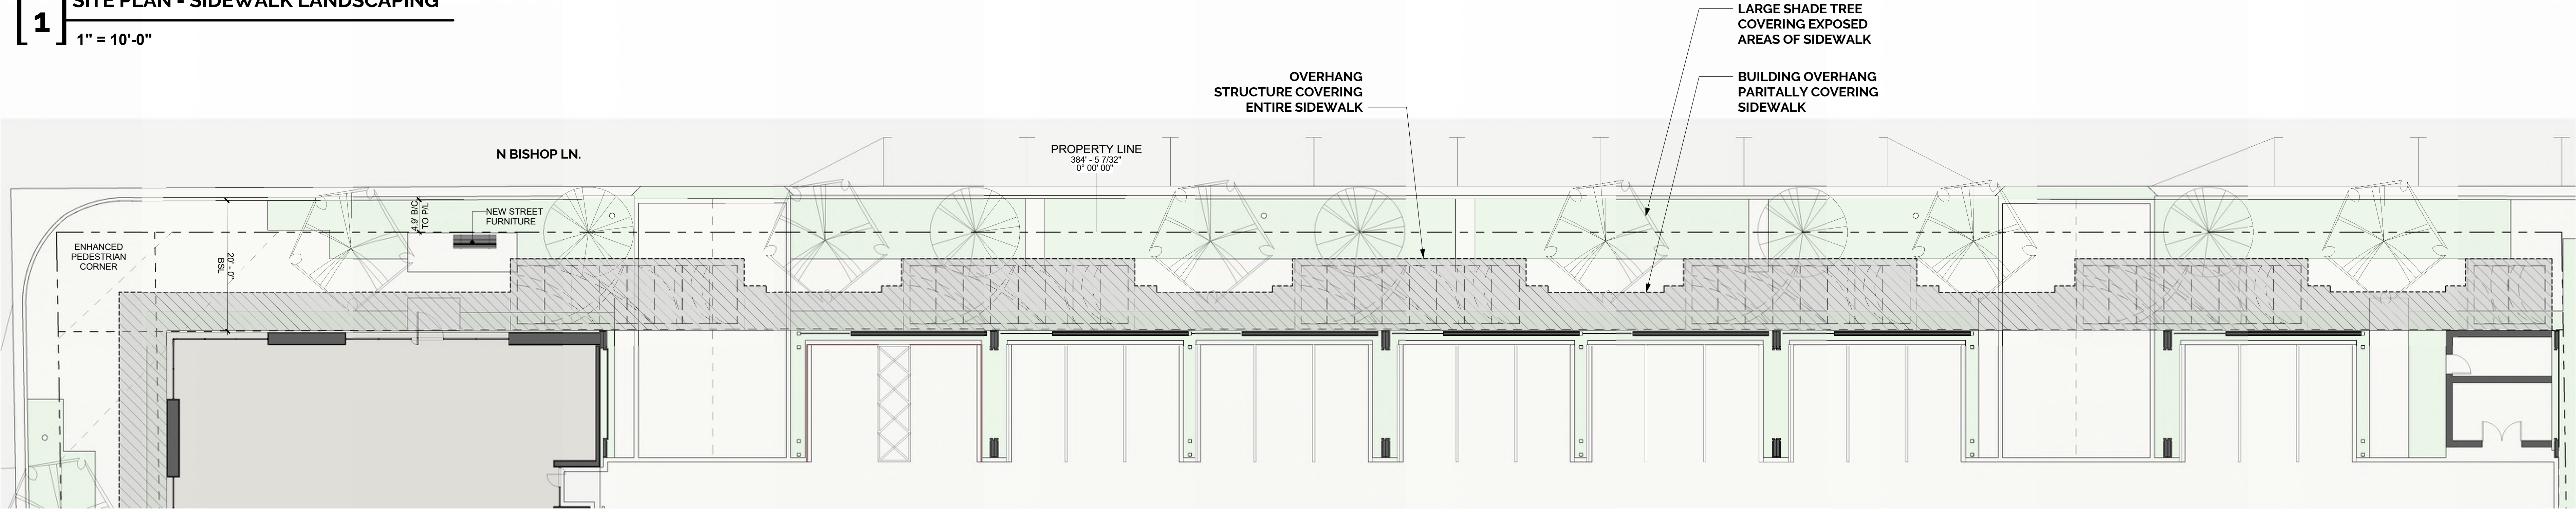 1
SITE PLAN - SIDEWALK LANDSCAPING
1" = 10'-0"
LARGE SHADE TREE
COVERING EXPOSED
AREAS OF SIDEWALK
OVERHANG
STRUCTURE COVERING
ENTIRE SIDEWALK
BUILDING OVERHANG
PARITALLY COVERING
SIDEWALK
N BISHOP LN.
PROPERTY LINE
384' - 5 7/32"
0° 00' 00"
4.9' B/C
TO P/L
NEW STREET
FURNITURE
ENHANCED
PEDESTRIAN
CORNER
20' - 0"
BSL